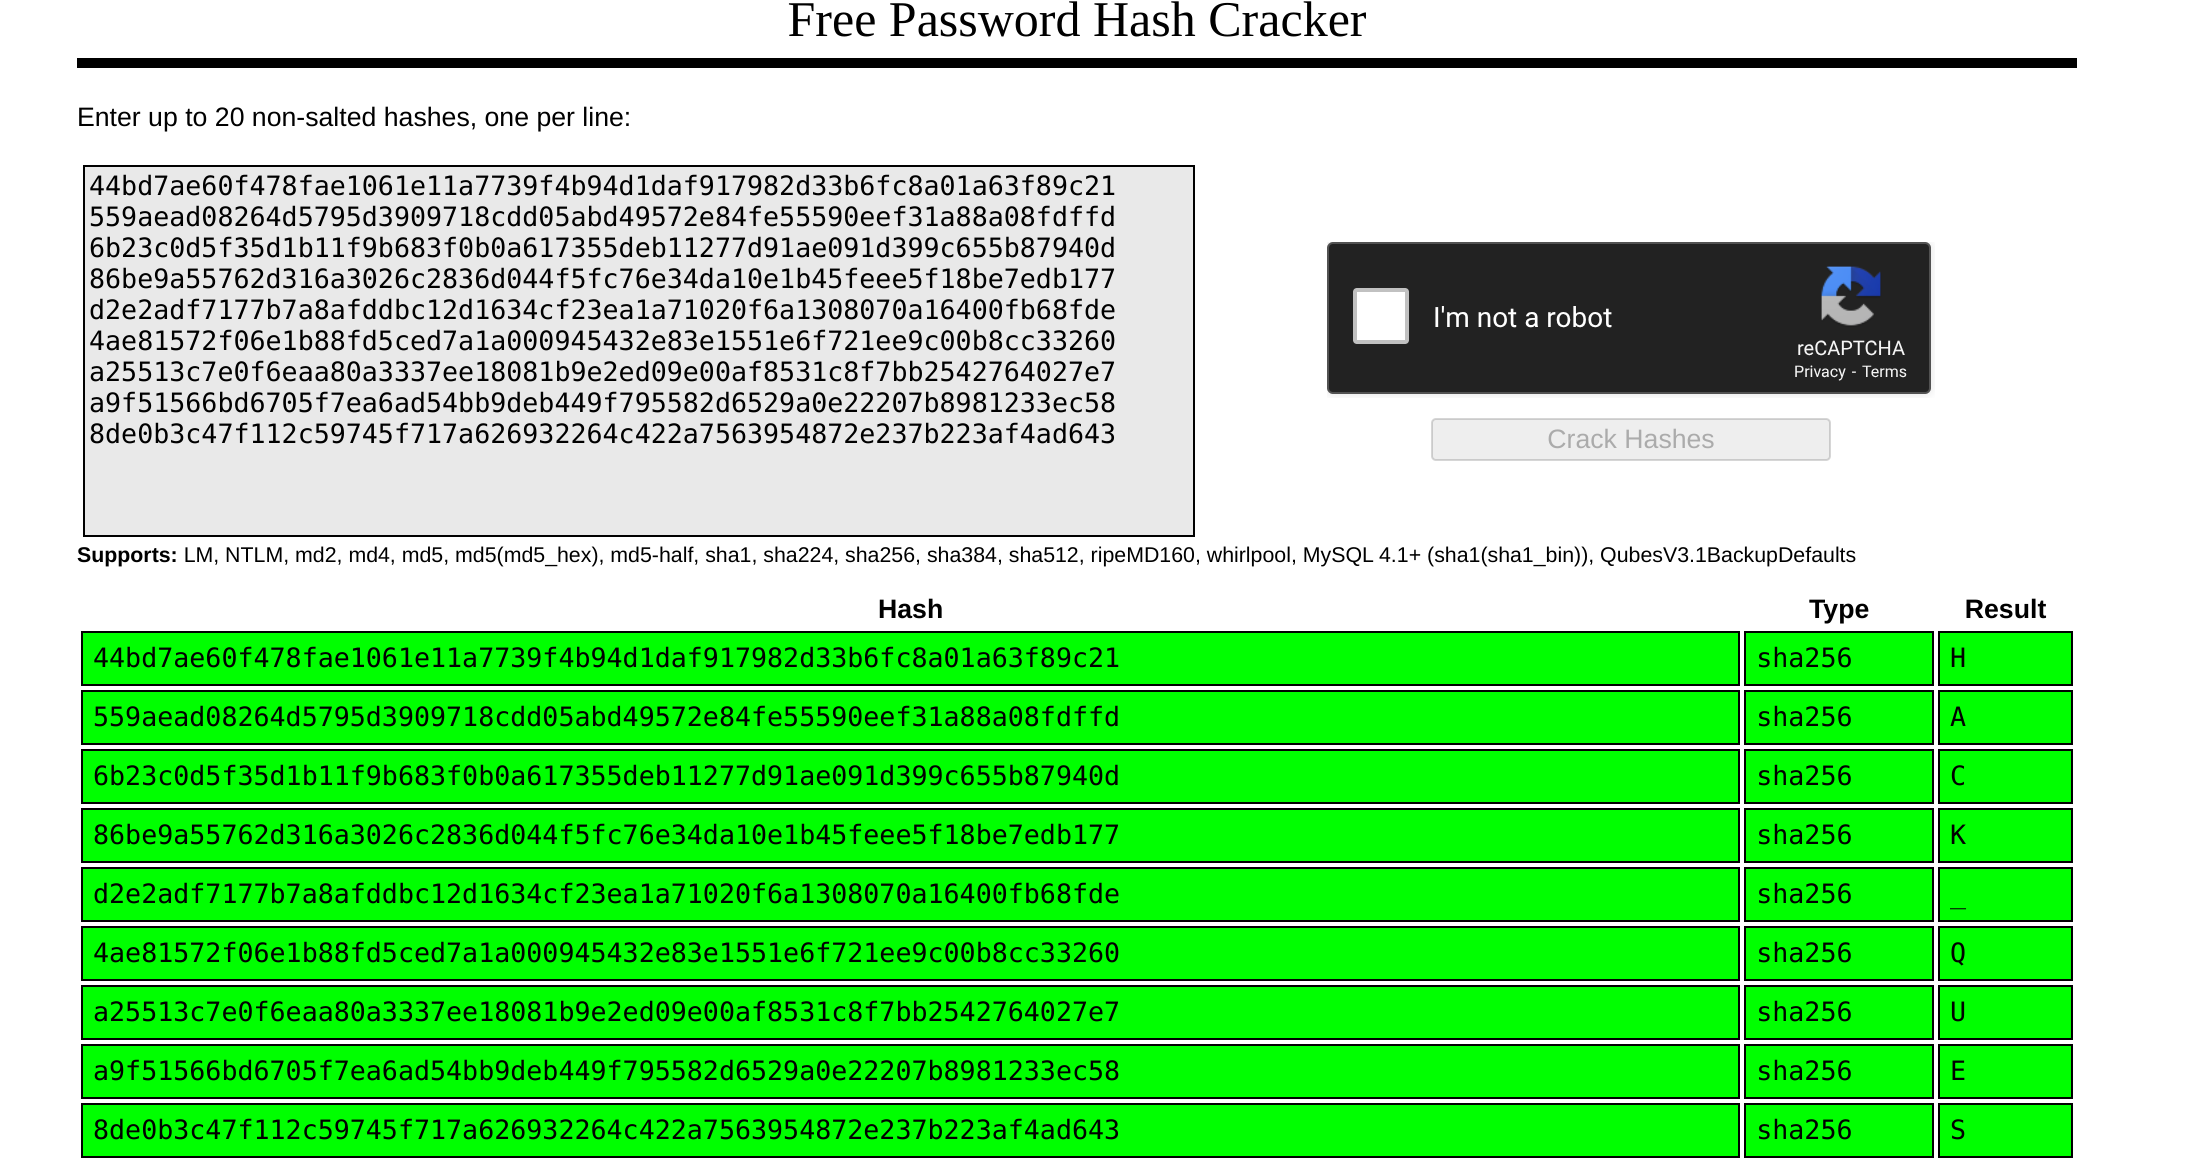 Free Password Hash Cracker
Enter up to 20 non-salted hashes, one per line:
44bd7ae60f478fae1061e11a7739f4b94d1daf917982d33b6fc8a01a63f89c21
559aead08264d5795d3909718cdd05abd49572e84fe55590eef31a88a08fdffd
6b23c0d5f35d1b11f9b683f0b0a617355deb11277d91ae091d399c655b87940d
86be9a55762d316a3026c2836d044f5fc76e34da10e1b45feee5f18be7edb177
d2e2adf7177b7a8afddbc12d1634cf23ea1a71020f6a1308070a16400fb68fde
4ae81572f06e1b88fd5ced7a1a000945432e83e1551e6f721ee9c00b8cc33260
a25513c7e0f6eaa80a3337ee18081b9e2ed09e00af8531c8f7bb2542764027e7
a9f51566bd6705f7ea6ad54bb9deb449f795582d6529a0e22207b8981233ec58
8de0b3c47f112c59745f717a626932264c422a7563954872e237b223af4ad643
I'm not a robot
reCAPTCHA
Privacy - Terms
Crack Hashes
Supports: LM, NTLM, md2, md4, md5, md5(md5_hex), md5-half, sha1, sha224, sha256, sha384, sha512, ripeMD160, whirlpool, MySQL 4.1+ (sha1(sha1_bin)), QubesV3.1BackupDefaults
Hash Type Result
44bd7ae60f478fae1061e11a7739f4b94d1daf917982d33b6fc8a01a63f89c21 sha256 H
559aead08264d5795d3909718cdd05abd49572e84fe55590eef31a88a08fdffd sha256 A
6b23c0d5f35d1b11f9b683f0b0a617355deb11277d91ae091d399c655b87940d sha256 C
86be9a55762d316a3026c2836d044f5fc76e34da10e1b45feee5f18be7edb177 sha256 K
d2e2adf7177b7a8afddbc12d1634cf23ea1a71020f6a1308070a16400fb68fde sha256 _
4ae81572f06e1b88fd5ced7a1a000945432e83e1551e6f721ee9c00b8cc33260 sha256 Q
a25513c7e0f6eaa80a3337ee18081b9e2ed09e00af8531c8f7bb2542764027e7 sha256 U
a9f51566bd6705f7ea6ad54bb9deb449f795582d6529a0e22207b8981233ec58 sha256 E
8de0b3c47f112c59745f717a626932264c422a7563954872e237b223af4ad643 sha256 S